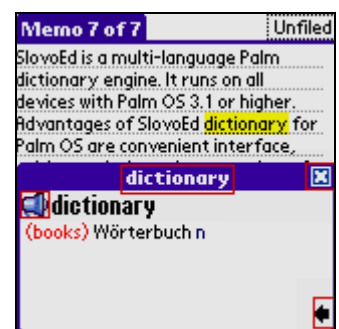 Memo 7 of 7 Unfiled
SlovoEd is a multi-language Palm
dictionary engine. It runs on all
devices with Palm OS 3.1 or higher.
Advantages of SlovoEd dictionary for
Palm OS are convenient interface,
dictionary
dictionary
(books) Wörterbuch n